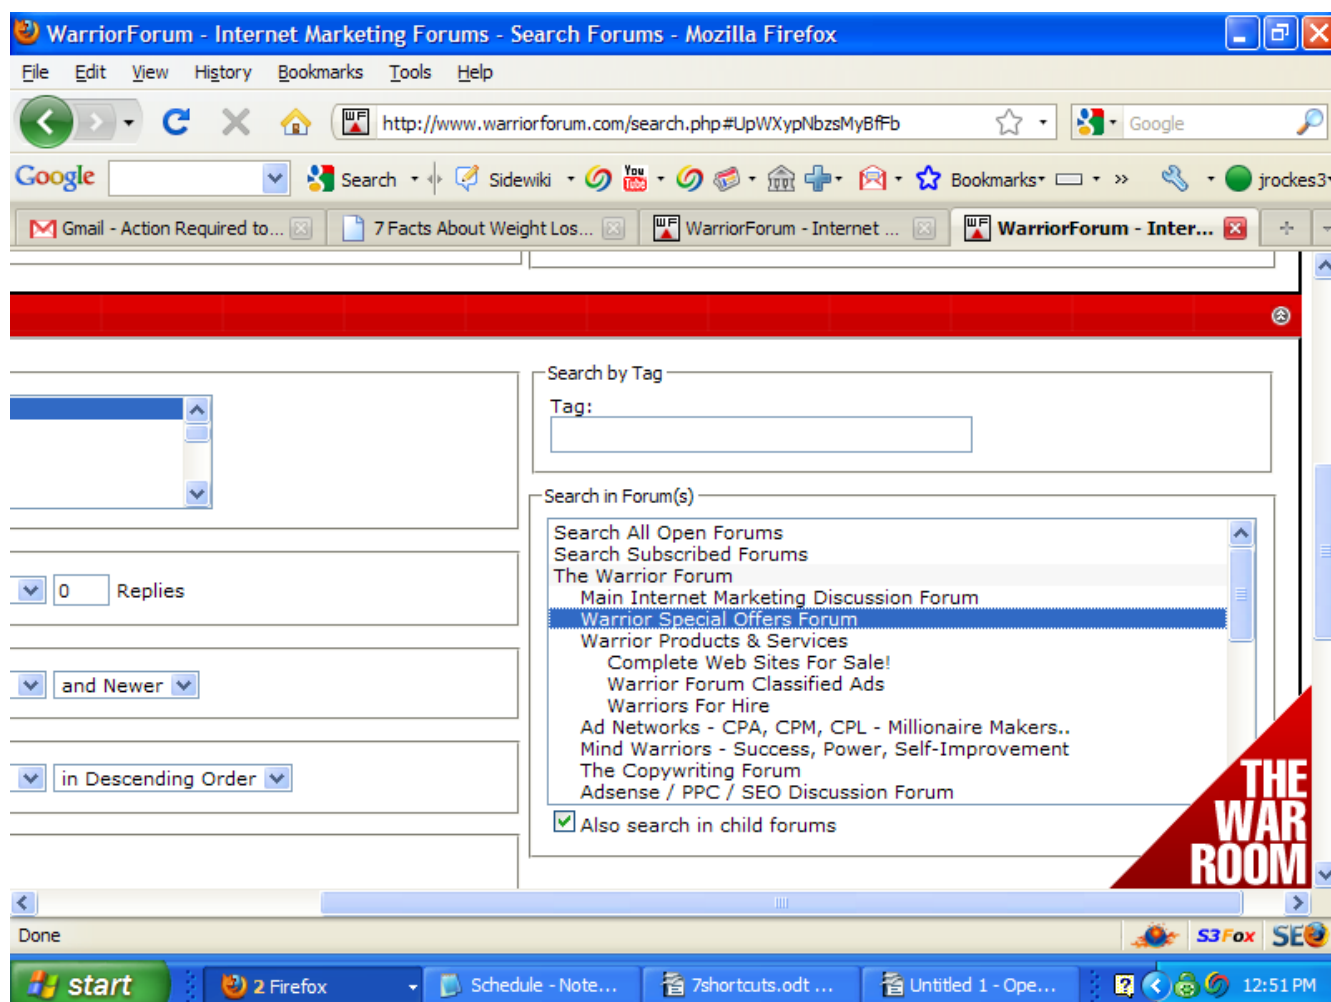 WarriorForum - Internet Marketing Forums - Search Forums - Mozilla Firefox
File Edit View History Bookmarks Tools Help
WF http://www.warriorforum.com/search.php#UpWXypNbzsMyBfFb Google
Google Search Sidewiki You Tube Bookmarks » jrockes3
Gmail - Action Required to... 7 Facts About Weight Los... WF WarriorForum - Internet ... WF WarriorForum - Inter...
Search by Tag
Tag:
Search in Forum(s)
Search All Open Forums
Search Subscribed Forums
The Warrior Forum
Main Internet Marketing Discussion Forum
Warrior Special Offers Forum
Warrior Products & Services
Complete Web Sites For Sale!
Warrior Forum Classified Ads
Warriors For Hire
Ad Networks - CPA, CPM, CPL - Millionaire Makers..
Mind Warriors - Success, Power, Self-Improvement
The Copywriting Forum
Adsense / PPC / SEO Discussion Forum
Also search in child forums
0 Replies
and Newer
in Descending Order
THE
WAR
ROOM
Done S3Fox SEO
start 2 Firefox Schedule - Note... 7shortcuts.odt ... Untitled 1 - Ope... 12:51 PM